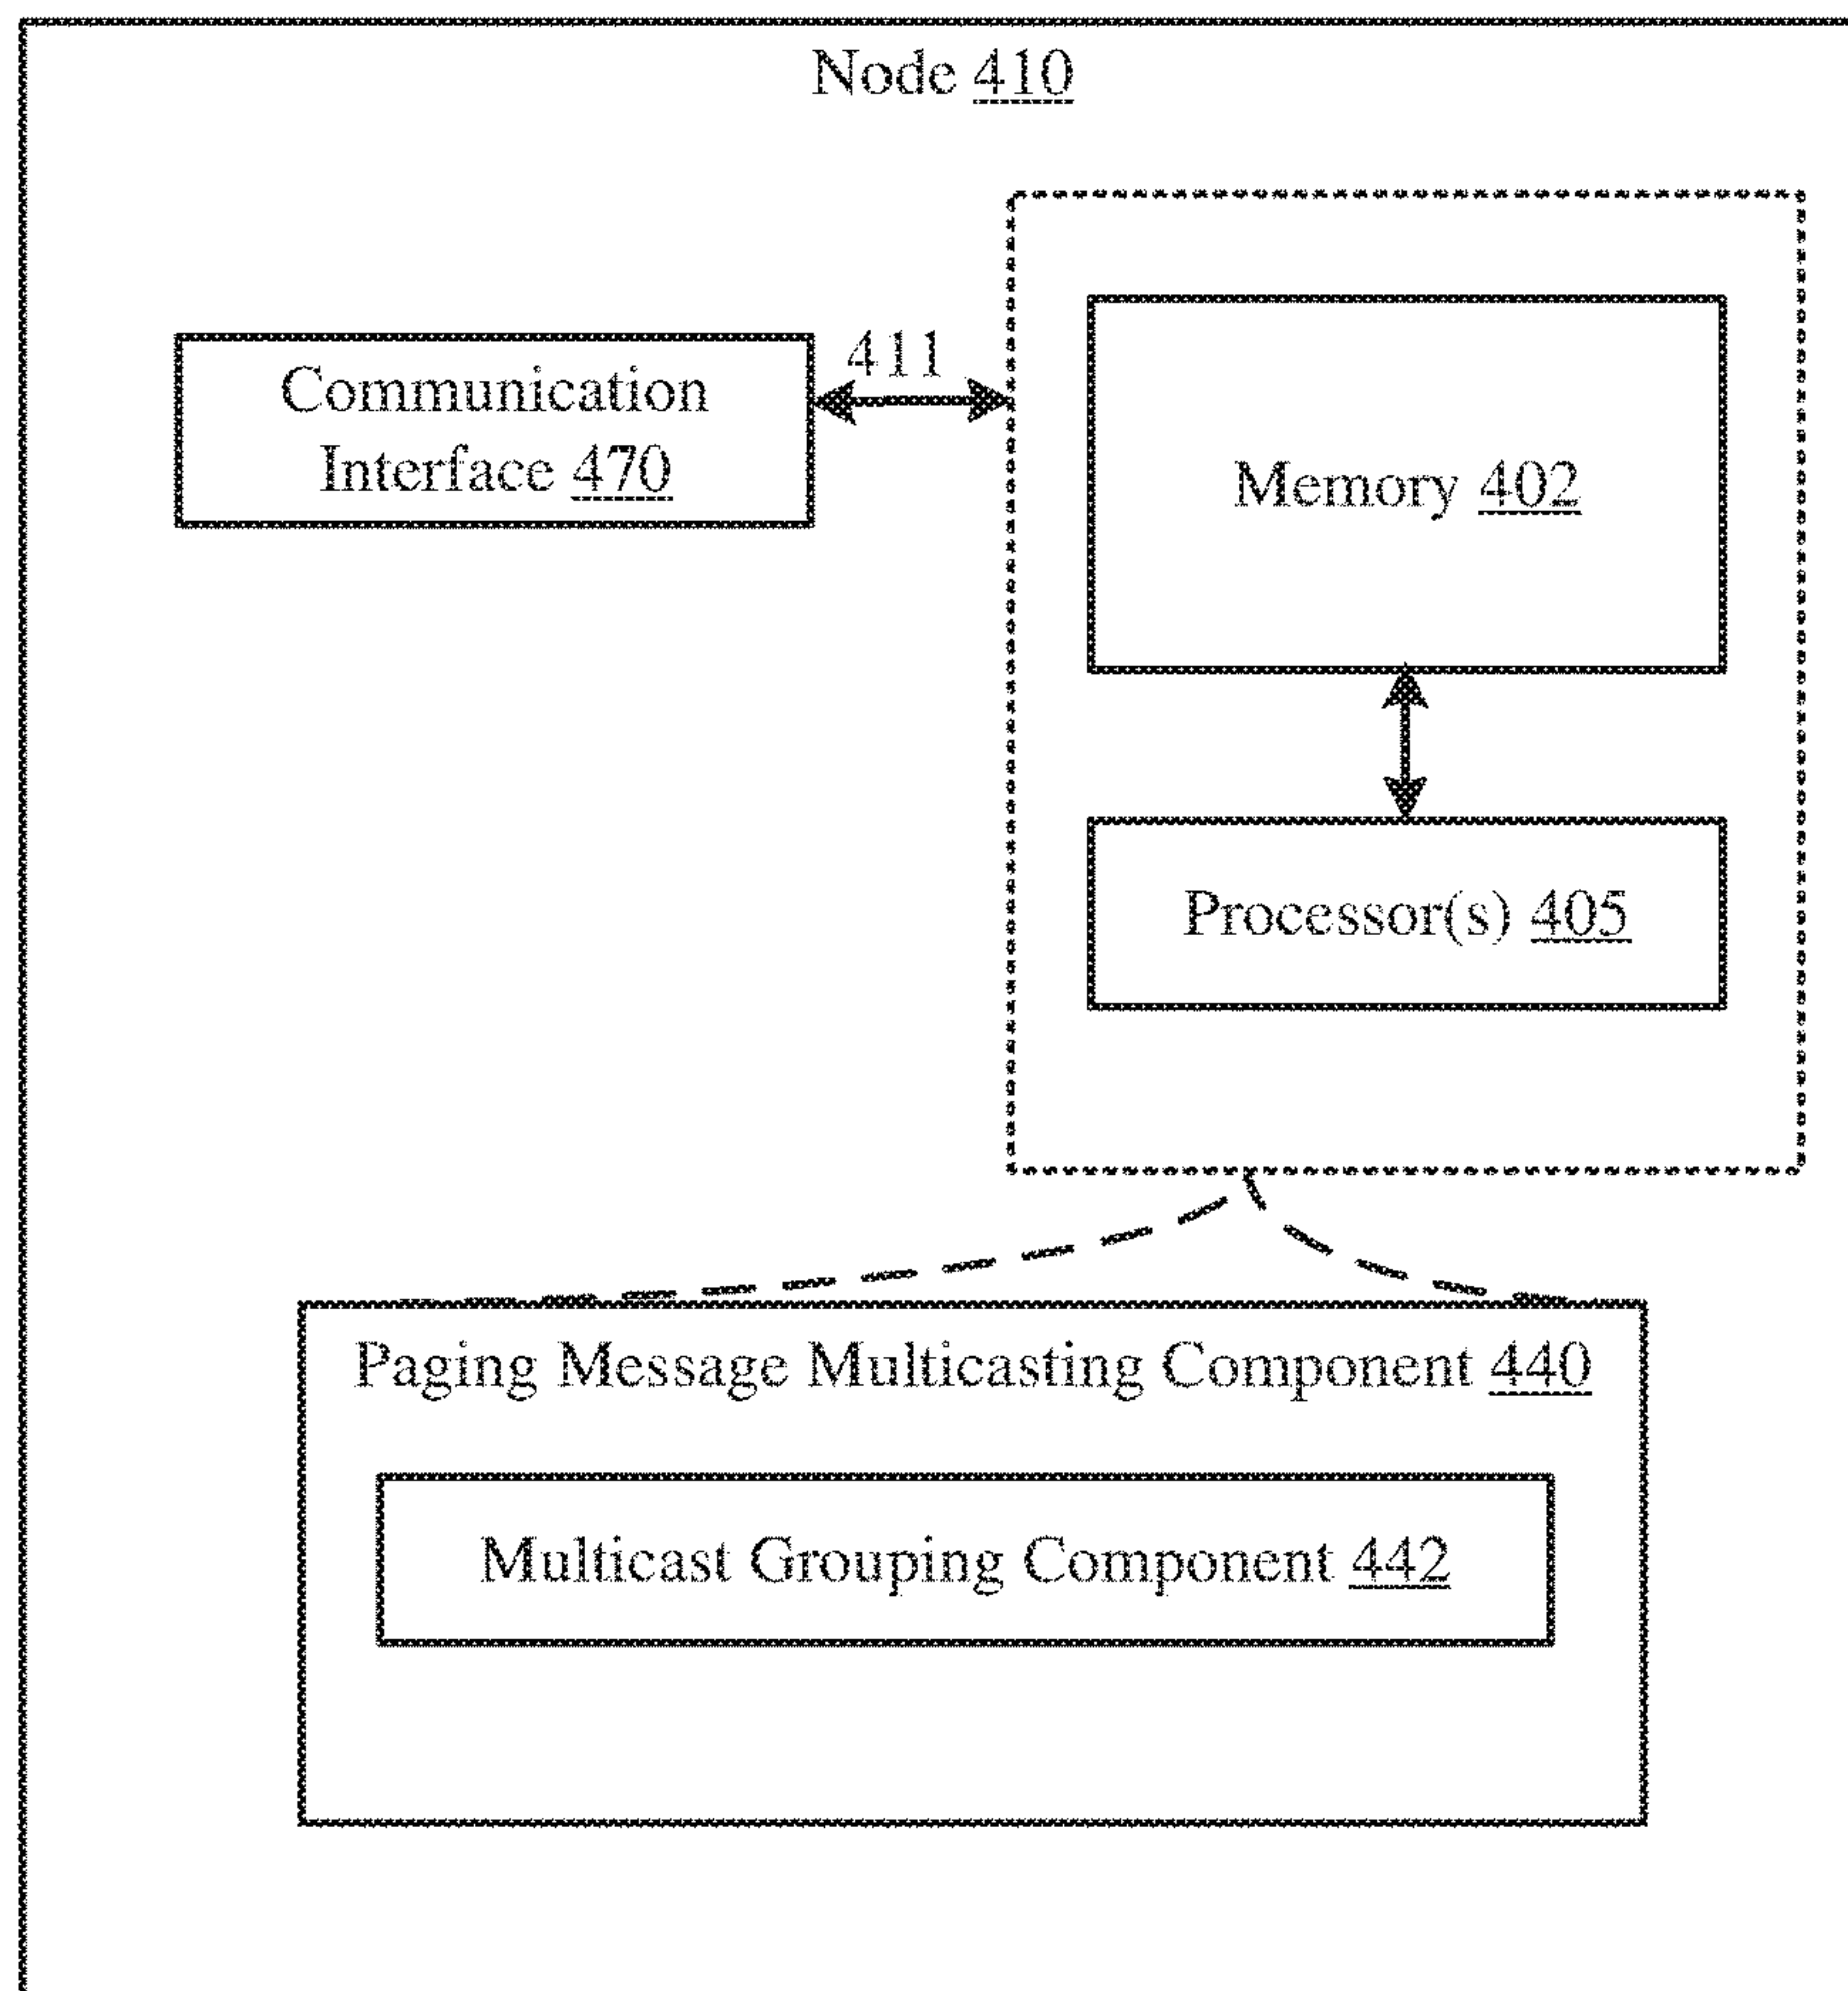 Node 410
411
Communication
Interface 470
Memory 402
Processor(s) 405
Paging Message Multicasting Component 440
Multicast Grouping Component 442